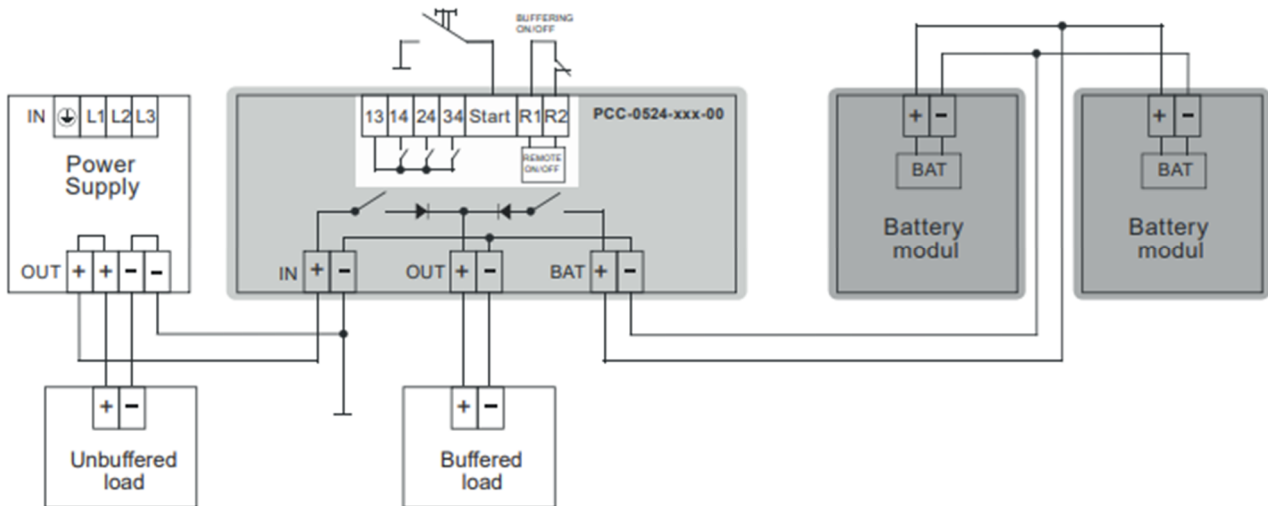 BUFFERING
ON/OFF
IN L1 L2 L3
Power
Supply
OUT + + - -
13 14 24 34 Start R1 R2
PCC-0524-xxx-00
REMOTE
ON/OFF
IN + -
OUT + -
BAT + -
+ -
BAT
Battery
modul
+ -
BAT
Battery
modul
+ -
Unbuffered
load
+ -
Buffered
load